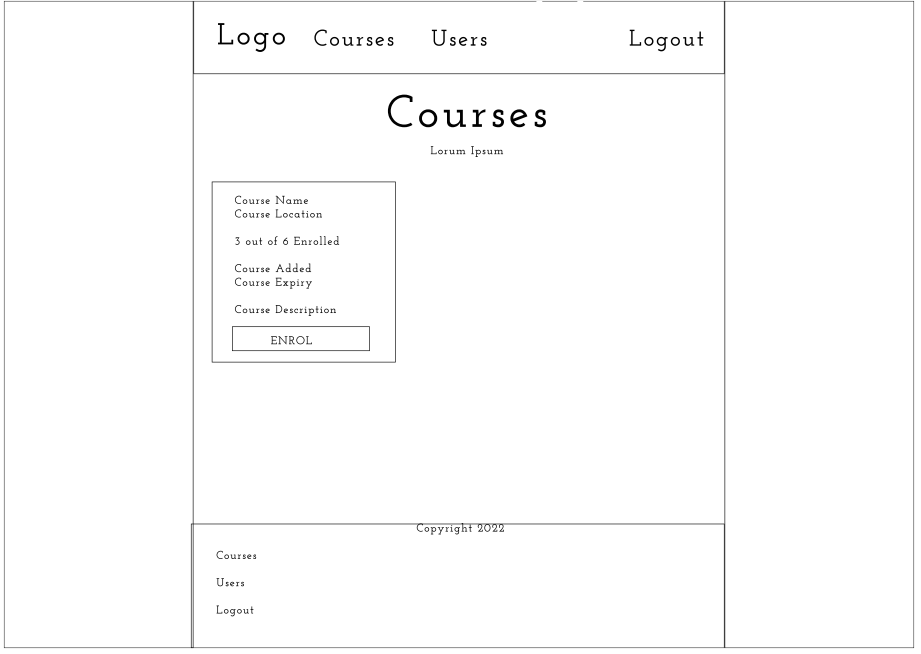 Logo Courses Users Logout
Courses
Lorum Ipsum
Course Name
Course Location
3 out of 6 Enrolled
Course Added
Course Expiry
Course Description
ENROL
Copyright 2022
Courses
Users
Logout